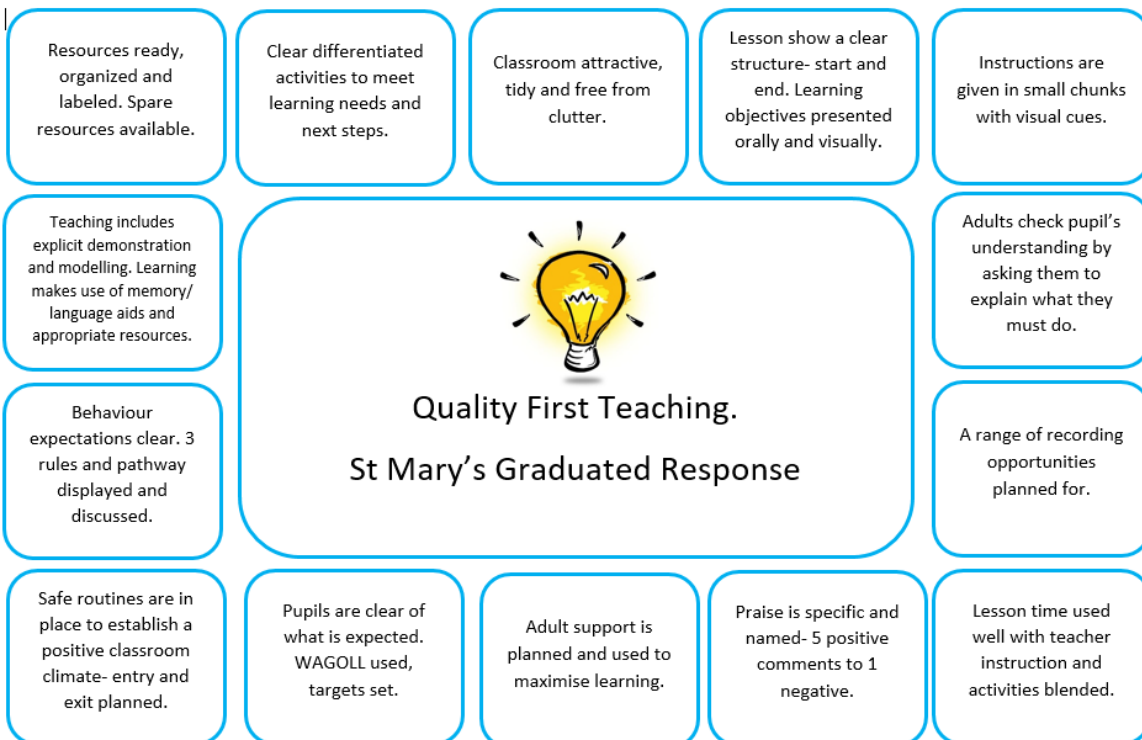 Resources ready,
organized and
labeled. Spare
resources available.
Clear differentiated
activities to meet
learning needs and
next steps.
Classroom attractive,
tidy and free from
clutter.
Lesson show a clear
structure- start and
end. Learning
objectives presented
orally and visually.
Instructions are
given in small chunks
with visual cues.
Teaching includes
explicit demonstration
and modelling. Learning
makes use of memory/
language aids and
appropriate resources.
Quality First Teaching.
St Mary’s Graduated Response
Adults check pupil’s
understanding by
asking them to
explain what they
must do.
Behaviour
expectations clear. 3
rules and pathway
displayed and
discussed.
A range of recording
opportunities
planned for.
Safe routines are in
place to establish a
positive classroom
climate- entry and
exit planned.
Pupils are clear of
what is expected.
WAGOLL used,
targets set.
Adult support is
planned and used to
maximise learning.
Praise is specific and
named- 5 positive
comments to 1
negative.
Lesson time used
well with teacher
instruction and
activities blended.